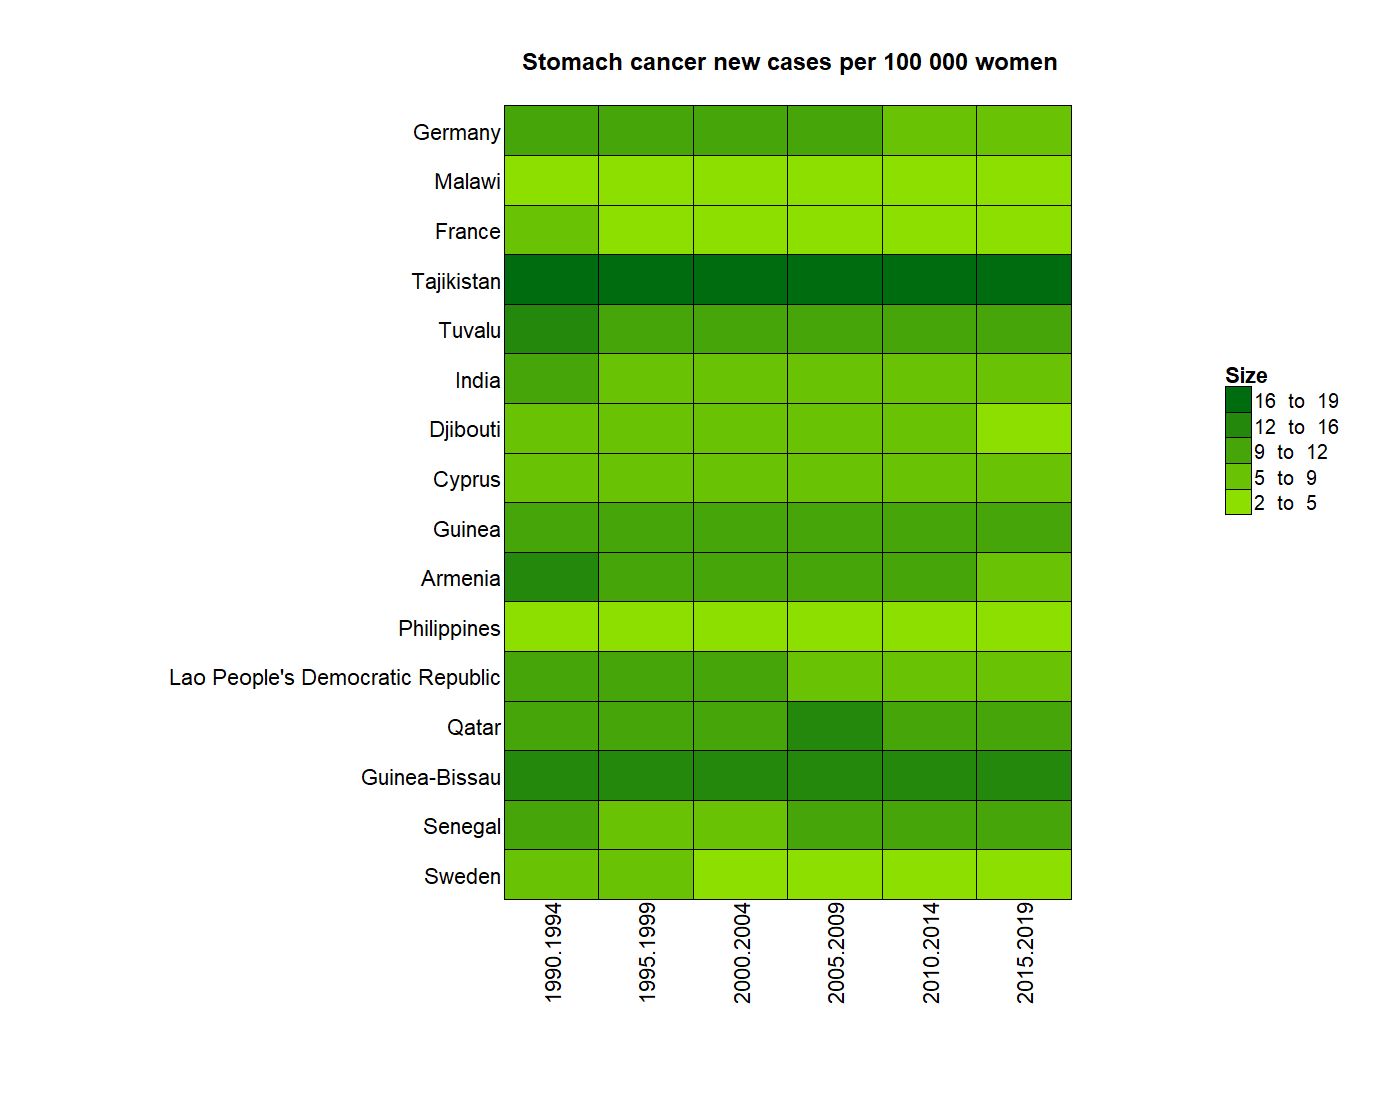 Stomach cancer new cases per 100 000 women
Germany
Malawi
France
Tajikistan
Tuvalu
India
Djibouti
Cyprus
Guinea
Armenia
Philippines
Lao People's Democratic Republic
Qatar
Guinea-Bissau
Senegal
Sweden
1990.1994
1995.1999
2000.2004
2005.2009
2010.2014
2015.2019
Size
16 to 19
12 to 16
9 to 12
5 to 9
2 to 5